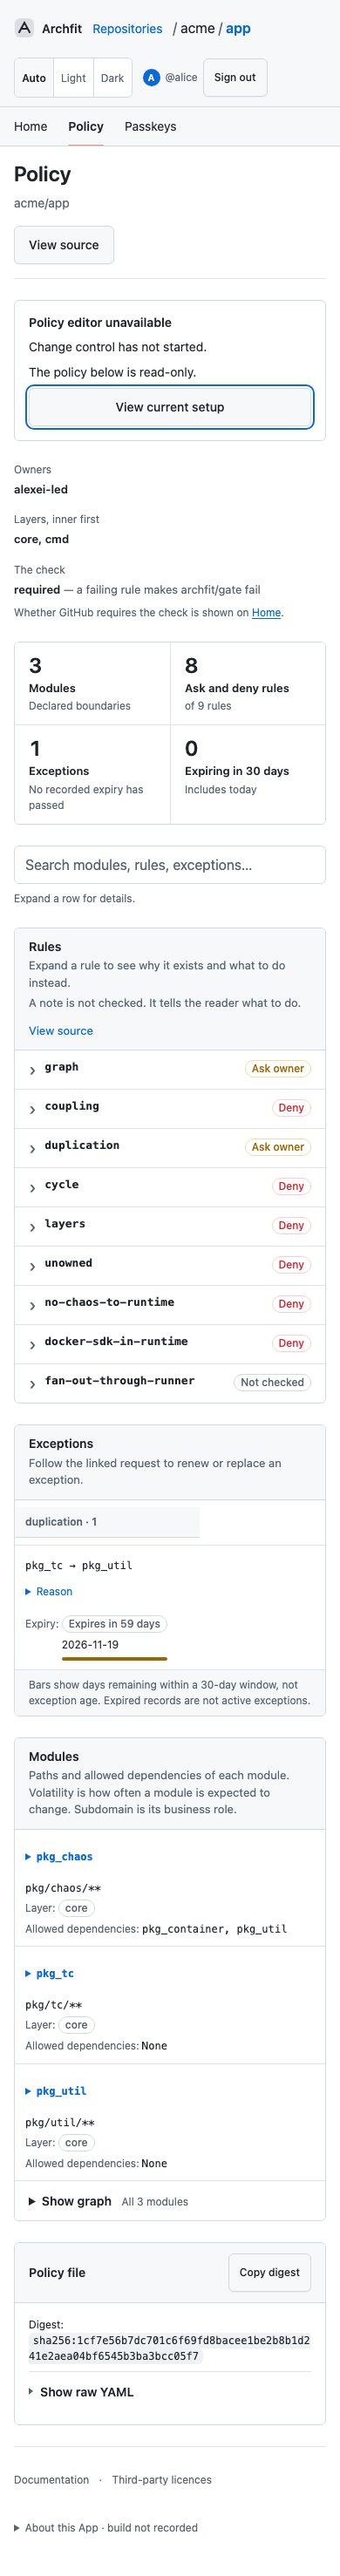 Archfit Repositories / acme / app
Auto Light Dark A @alice Sign out
Home Policy Passkeys
Policy
acme/app
View source
Policy editor unavailable
Change control has not started.
The policy below is read-only.
View current setup
Owners
alexei-led
Layers, inner first
core, cmd
The check
required — a failing rule makes archfit/gate fail
Whether GitHub requires the check is shown on Home.
3
Modules
Declared boundaries
8
Ask and deny rules
of 9 rules
1
Exceptions
No recorded expiry has
passed
0
Expiring in 30 days
Includes today
Search modules, rules, exceptions...
Expand a row for details.
Rules
Expand a rule to see why it exists and what to do
instead.
A note is not checked. It tells the reader what to do.
View source
graph Ask owner
coupling Deny
duplication Ask owner
cycle Deny
layers Deny
unowned Deny
no-chaos-to-runtime Deny
docker-sdk-in-runtime Deny
fan-out-through-runner Not checked
Exceptions
Follow the linked request to renew or replace an
exception.
duplication · 1
pkg_tc → pkg_util
Reason
Expiry: Expires in 59 days
2026-11-19
Bars show days remaining within a 30-day window, not
exception age. Expired records are not active exceptions.
Modules
Paths and allowed dependencies of each module.
Volatility is how often a module is expected to
change. Subdomain is its business role.
pkg_chaos
pkg/chaos/**
Layer: core
Allowed dependencies: pkg_container, pkg_util
pkg_tc
pkg/tc/**
Layer: core
Allowed dependencies: None
pkg_util
pkg/util/**
Layer: core
Allowed dependencies: None
Show graph All 3 modules
Policy file Copy digest
Digest:
sha256:1cf7e56b7dc701c6f69fd8bacee1be2b8b1d2
41e2aea04bf6545b3ba3bcc05f7
Show raw YAML
Documentation · Third-party licences
About this App · build not recorded